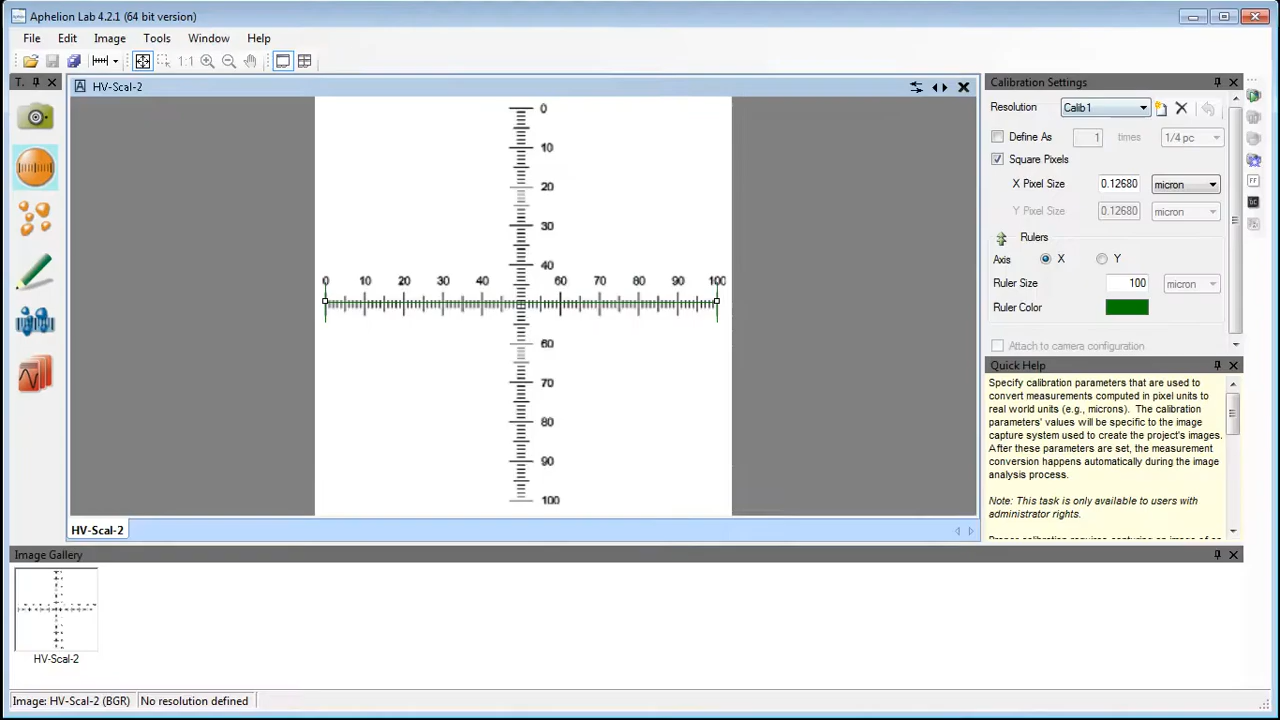 Aphelion Lab 4.2.1 (64 bit version)
File Edit Image Tools Window Help
1:1
T.
HV-Scal-2
0
10
20
30
40
0 10 20 30 40 60 70 80 90 100
60
70
80
90
100
HV-Scal-2
Calibration Settings
Resolution Calib1
Define As 1 times 1/4 pc
Square Pixels
X Pixel Size 0.12680 micron
Y Pixel Size 0.12680 micron
Rulers
Axis X Y
Ruler Size 100 micron
Ruler Color
Attach to camera configuration
Quick Help
Specify calibration parameters that are used to
convert measurements computed in pixel units to
real world units (e.g., microns). The calibration
parameters' values will be specific to the image
capture system used to create the project's images.
After these parameters are set, the measurement
conversion happens automatically during the image
analysis process.
Note: This task is only available to users with
administrator rights.
Image Gallery
HV-Scal-2
Image: HV-Scal-2 (BGR) No resolution defined